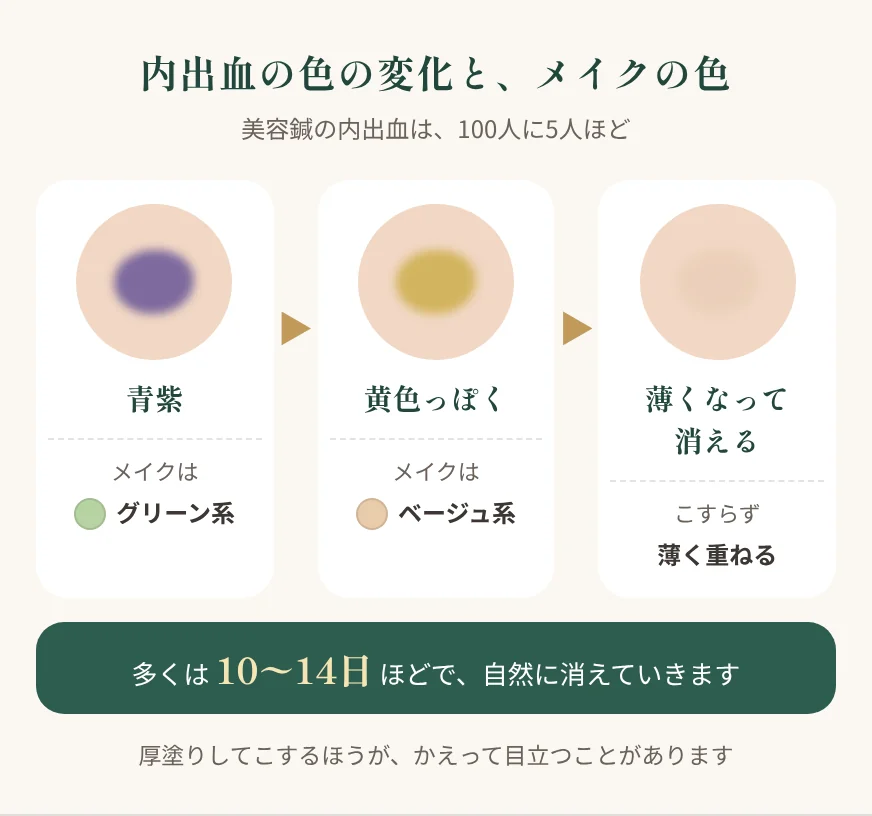 内出血の色の変化と、メイクの色
美容鍼の内出血は、100人に5人ほど
青紫
メイクは
グリーン系
黄色っぽく
メイクは
ベージュ系
薄くなって
消える
こすらず
薄く重ねる
多くは 10〜14日 ほどで、自然に消えていきます
厚塗りしてこするほうが、かえって目立つことがあります